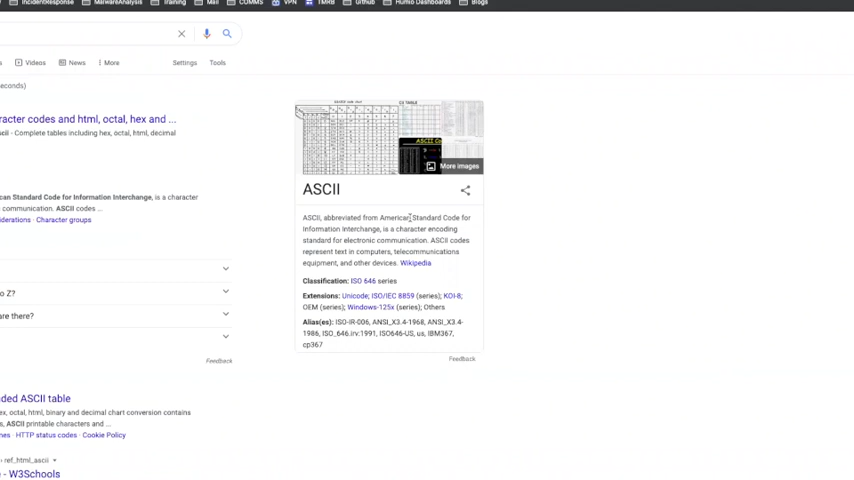 IncidentResponse MalwareAnalysis Training Mail COMMS VPN TMRB Github Humio Dashboards Blogs
Videos News More Settings Tools
econds)
racter codes and html, octal, hex and ...
scii - Complete tables including hex, octal, html, decimal
can Standard Code for Information Interchange, is a character
communication. ASCII codes ...
iderations · Character groups
o Z?
are there?
Feedback
ded ASCII table
ex, octal, html, binary and decimal chart conversion contains
s, ASCII printable characters and ...
nes · HTTP status codes · Cookie Policy
› ref_html_ascii
e - W3Schools
More images
ASCII
ASCII, abbreviated from American Standard Code for
Information Interchange, is a character encoding
standard for electronic communication. ASCII codes
represent text in computers, telecommunications
equipment, and other devices. Wikipedia
Classification: ISO 646 series
Extensions: Unicode; ISO/IEC 8859 (series); KOI-8;
OEM (series); Windows-125x (series); Others
Alias(es): ISO-IR-006, ANSI_X3.4-1968, ANSI_X3.4-
1986, ISO_646.irv:1991, ISO646-US, us, IBM367,
cp367
Feedback